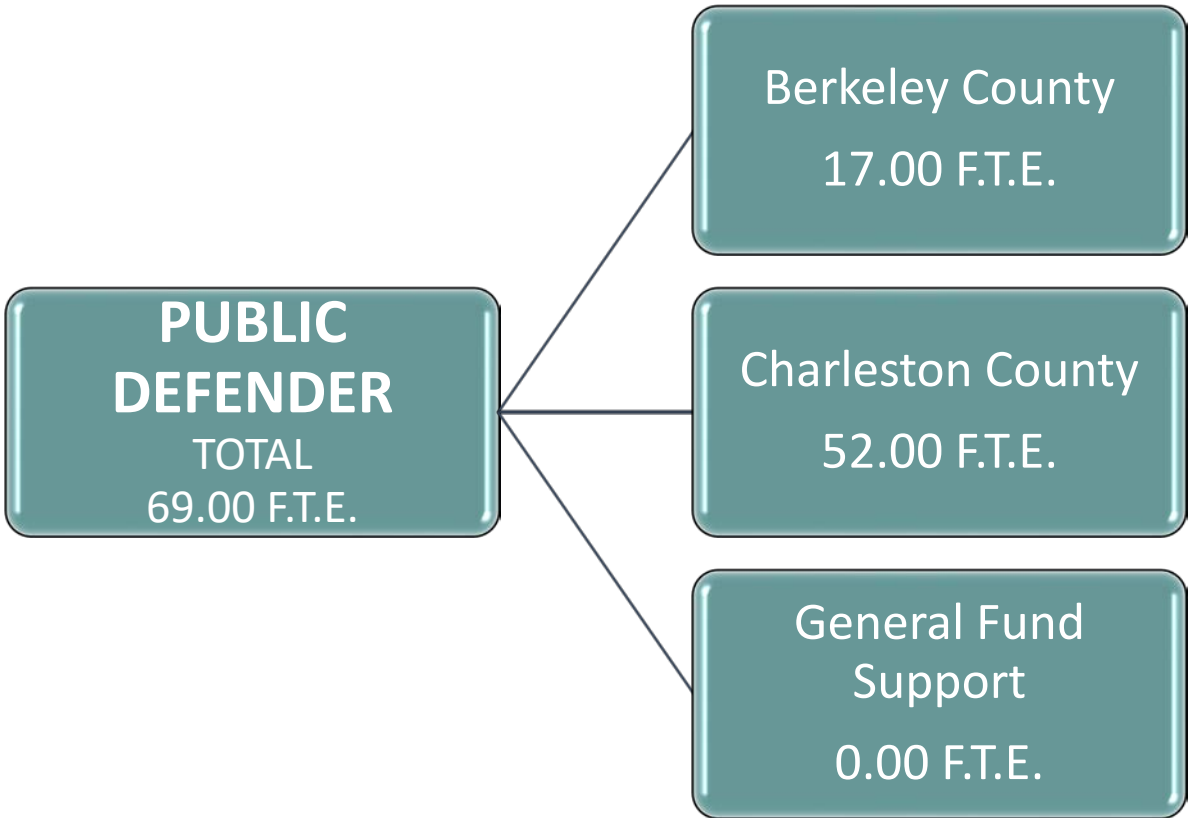 PUBLIC
DEFENDER
TOTAL
69.00 F.T.E.
Berkeley County
17.00 F.T.E.
Charleston County
52.00 F.T.E.
General Fund
Support
0.00 F.T.E.